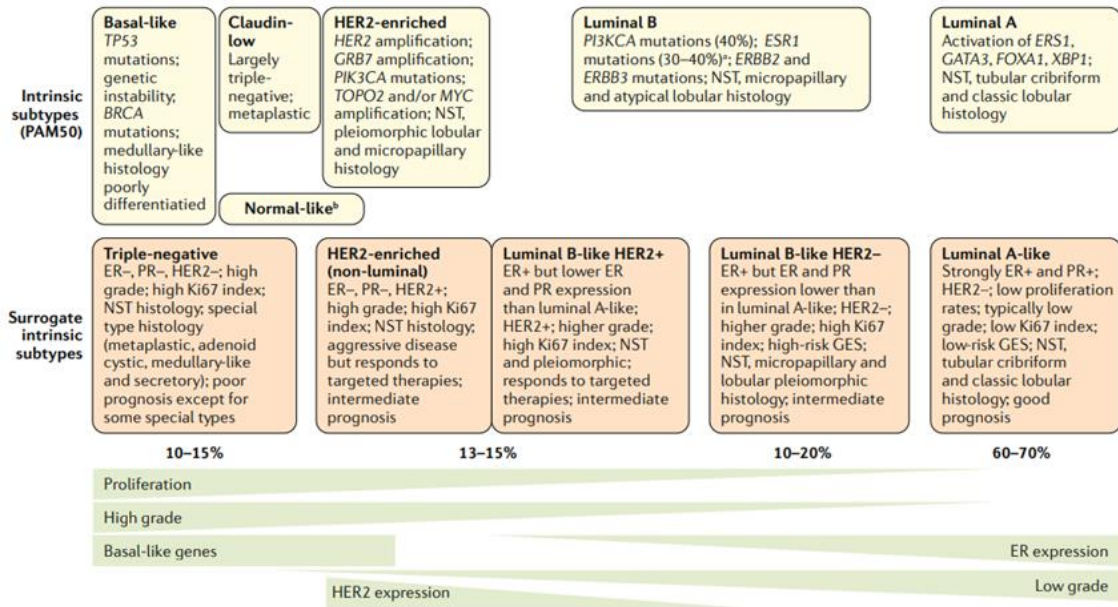 Basal-like
TP53
mutations;
genetic
instability;
BRCA
mutations;
medullary-like
histology
poorly
differentiatied
Claudin-
low
Largely
triple-
negative;
metaplastic
HER2-enriched
HER2 amplification;
GRB7 amplification;
PIK3CA mutations;
TOPO2 and/or MYC
amplification; NST,
pleiomorphic lobular
and micropapillary
histology
Luminal B
PI3KCA mutations (40%); ESR1
mutations (30–40%)ᵃ; ERBB2 and
ERBB3 mutations; NST, micropapillary
and atypical lobular histology
Luminal A
Activation of ERS1,
GATA3, FOXA1, XBP1;
NST, tubular cribriform
and classic lobular
histology
Intrinsic
subtypes
(PAM50)
Normal-likeᵇ
Surrogate
intrinsic
subtypes
Triple-negative
ER–, PR–, HER2–; high
grade; high Ki67 index;
NST histology; special
type histology
(metaplastic, adenoid
cystic, medullary-like
and secretory); poor
prognosis except for
some special types
HER2-enriched
(non-luminal)
ER–, PR–, HER2+;
high grade; high Ki67
index; NST histology;
aggressive disease
but responds to
targeted therapies;
intermediate
prognosis
Luminal B-like HER2+
ER+ but lower ER
and PR expression
than luminal A-like;
HER2+; higher grade;
high Ki67 index; NST
and pleiomorphic;
responds to targeted
therapies; intermediate
prognosis
Luminal B-like HER2–
ER+ but ER and PR
expression lower than
in luminal A-like; HER2–;
higher grade; high Ki67
index; high-risk GES;
NST, micropapillary and
lobular pleiomorphic
histology; intermediate
prognosis
Luminal A-like
Strongly ER+ and PR+;
HER2–; low proliferation
rates; typically low
grade; low Ki67 index;
low-risk GES; NST,
tubular cribriform
and classic lobular
histology; good
prognosis
10–15%
13–15%
10–20%
60–70%
Proliferation
High grade
Basal-like genes
ER expression
Low grade
HER2 expression